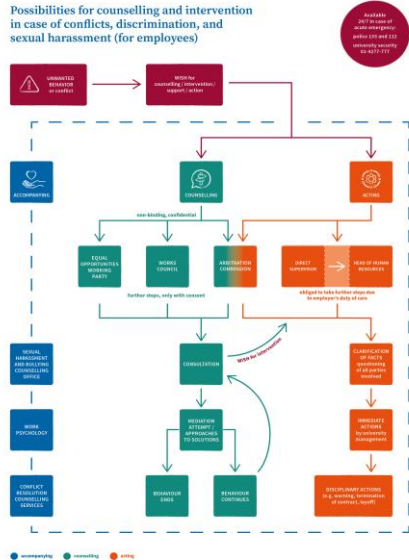 Possibilities for counselling and intervention
in case of conflicts, discrimination, and
sexual harassment (for employees)
Available
24/7 in case of
acute emergency:
police 133 and 112
university security
01-4277-777
UNWANTED
BEHAVIOR
or conflict
WISH for
counselling / intervention /
support / action
ACCOMPANYING
COUNSELLING
ACTING
non-binding, confidential
EQUAL
OPPORTUNITIES
WORKING
PARTY
WORKS
COUNCIL
ARBITRATION
COMMISSION
DIRECT
SUPERVISOR
HEAD OF HUMAN
RESOURCES
further steps, only with consent
obliged to take further steps due
to employer's duty of care
SEXUAL
HARASSMENT
AND BULLYING
COUNSELLING
OFFICE
CONSULTATION
WISH for intervention
CLARIFICATION
OF FACTS
questioning
of all parties
involved
WORK
PSYCHOLOGY
MEDIATION
ATTEMPT /
APPROACHES
TO SOLUTIONS
IMMEDIATE
ACTIONS
by university
management
CONFLICT
RESOLUTION
COUNSELLING
SERVICES
BEHAVIOUR
ENDS
BEHAVIOUR
CONTINUES
DISCIPLINARY ACTIONS
(e.g. warning, termination
of contract, layoff)
accompanying
counselling
acting